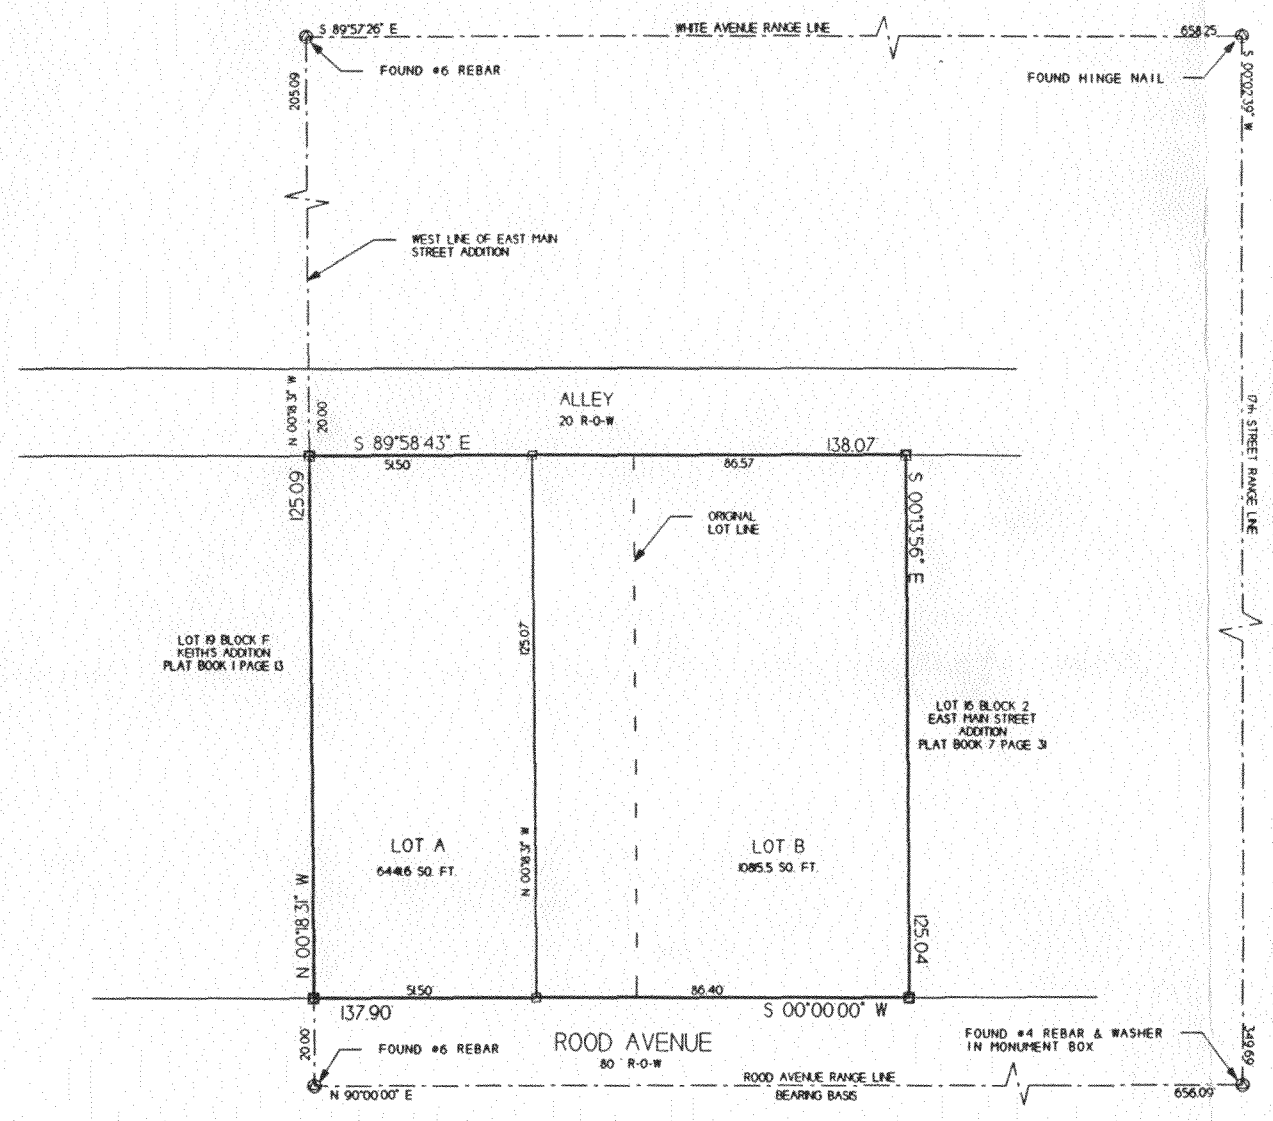 S 89°57'26" E
WHITE AVENUE RANGE LINE
658.25
FOUND #6 REBAR
FOUND HINGE NAIL
205.09
S 00°02'39" W
WEST LINE OF EAST MAIN
STREET ADDITION
N 00°18'31" W
20.00
ALLEY
20 R-O-W
S 89°58'43" E
138.07
51.50
86.57
125.09
S 00°13'56" E
17th STREET RANGE LINE
ORIGINAL
LOT LINE
125.07
LOT 19 BLOCK F
KEITH'S ADDITION
PLAT BOOK 1 PAGE 13
LOT 16 BLOCK 2
EAST MAIN STREET
ADDITION
PLAT BOOK 7 PAGE 31
LOT A
6441.6 SQ. FT.
N 00°18'31" W
LOT B
10815.5 SQ. FT.
N 00°18'31" W
125.04
51.50
86.40
137.90
S 00°00'00" W
20.00
FOUND #6 REBAR
ROOD AVENUE
80' R-O-W
FOUND #4 REBAR & WASHER
IN MONUMENT BOX
349.69
N 90°00'00" E
ROOD AVENUE RANGE LINE
BEARING BASIS
656.09